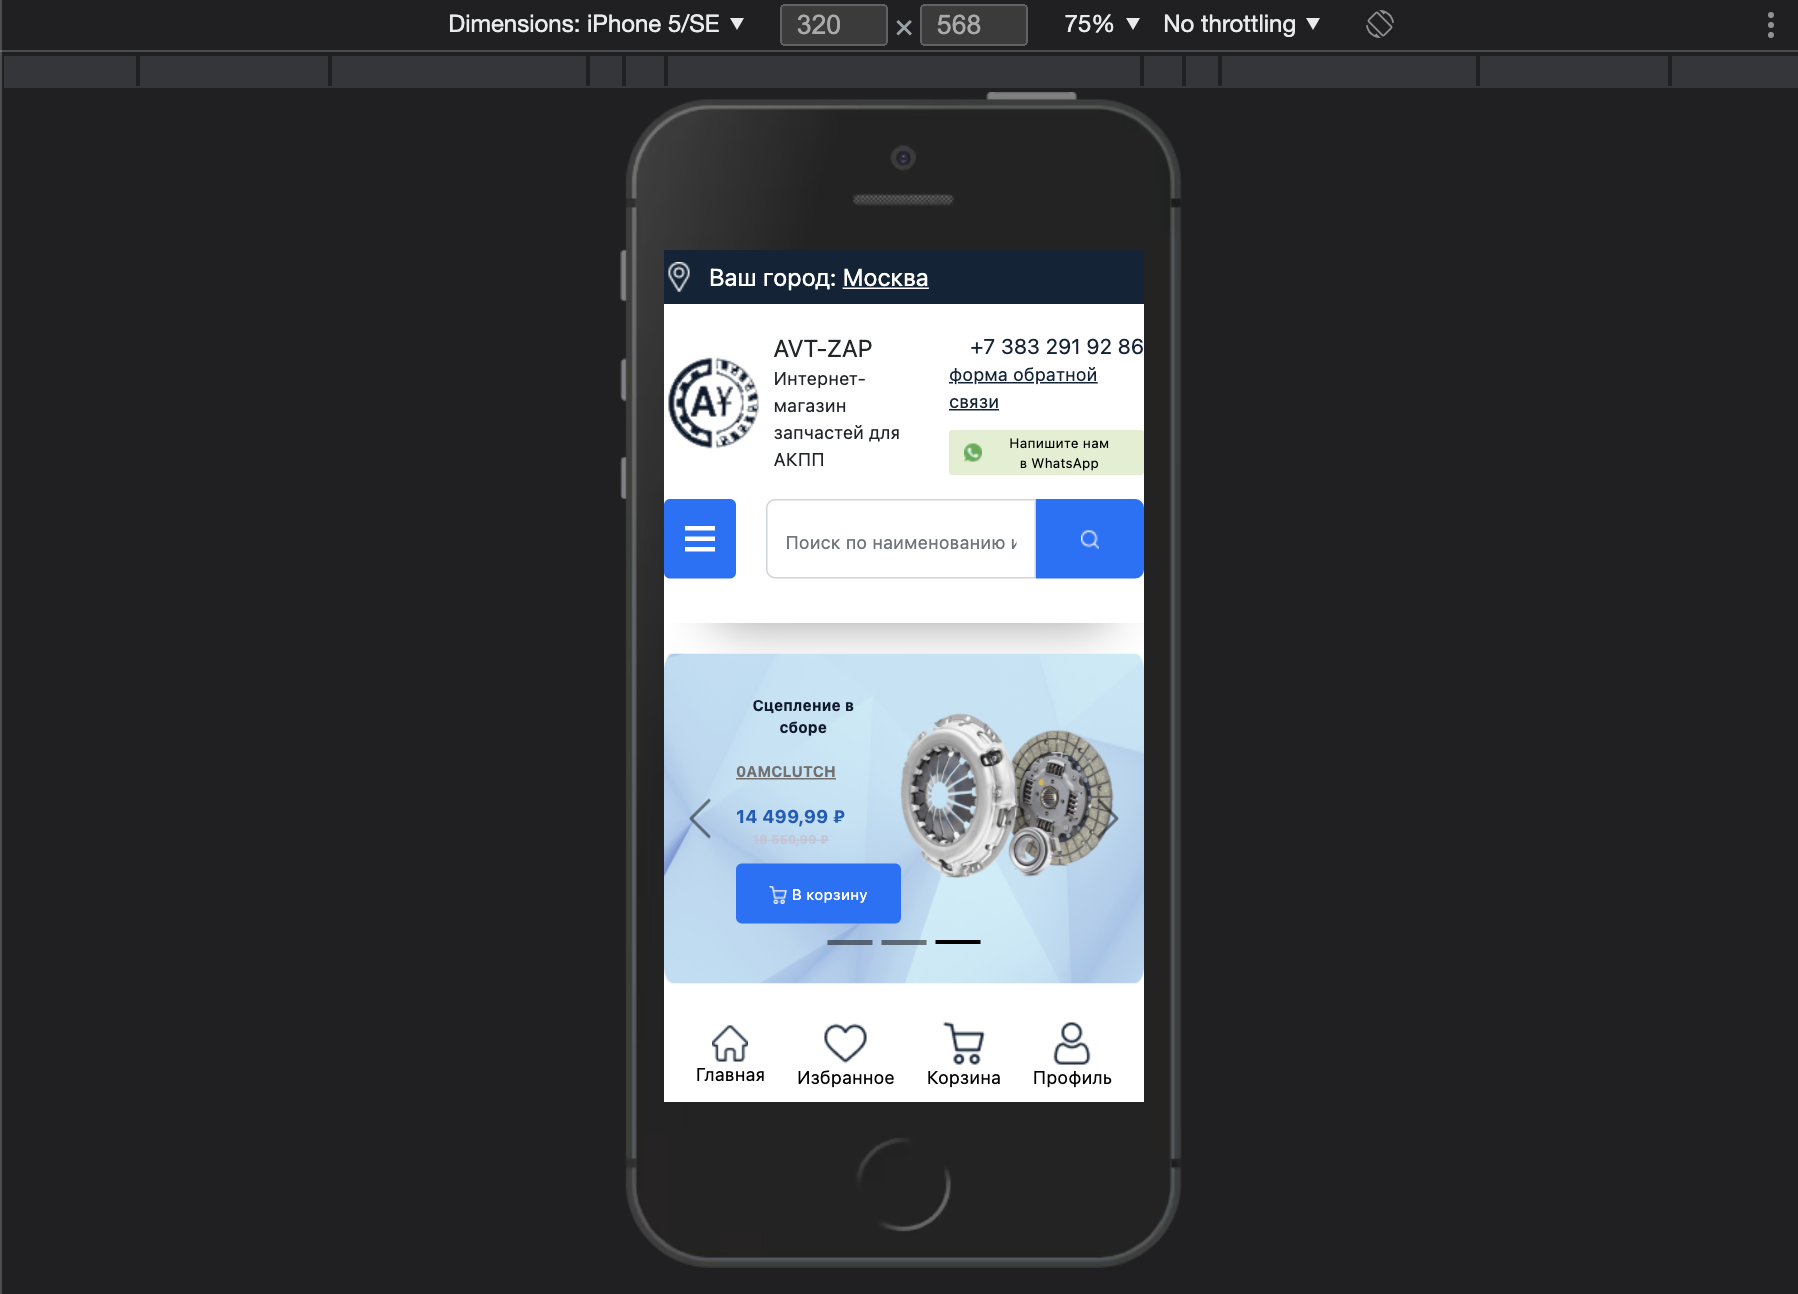 Dimensions: iPhone 5/SE ▼ 320 × 568 75% ▼ No throttling ▼
Ваш город: Москва
AVT-ZAP
Интернет-
магазин
запчастей для
АКПП
+7 383 291 92 86
форма обратной
связи
Напишите нам
в WhatsApp
Поиск по наименованию и
Сцепление в
сборе
0AMCLUTCH
14 499,99 ₽
В корзину
Главная Избранное Корзина Профиль